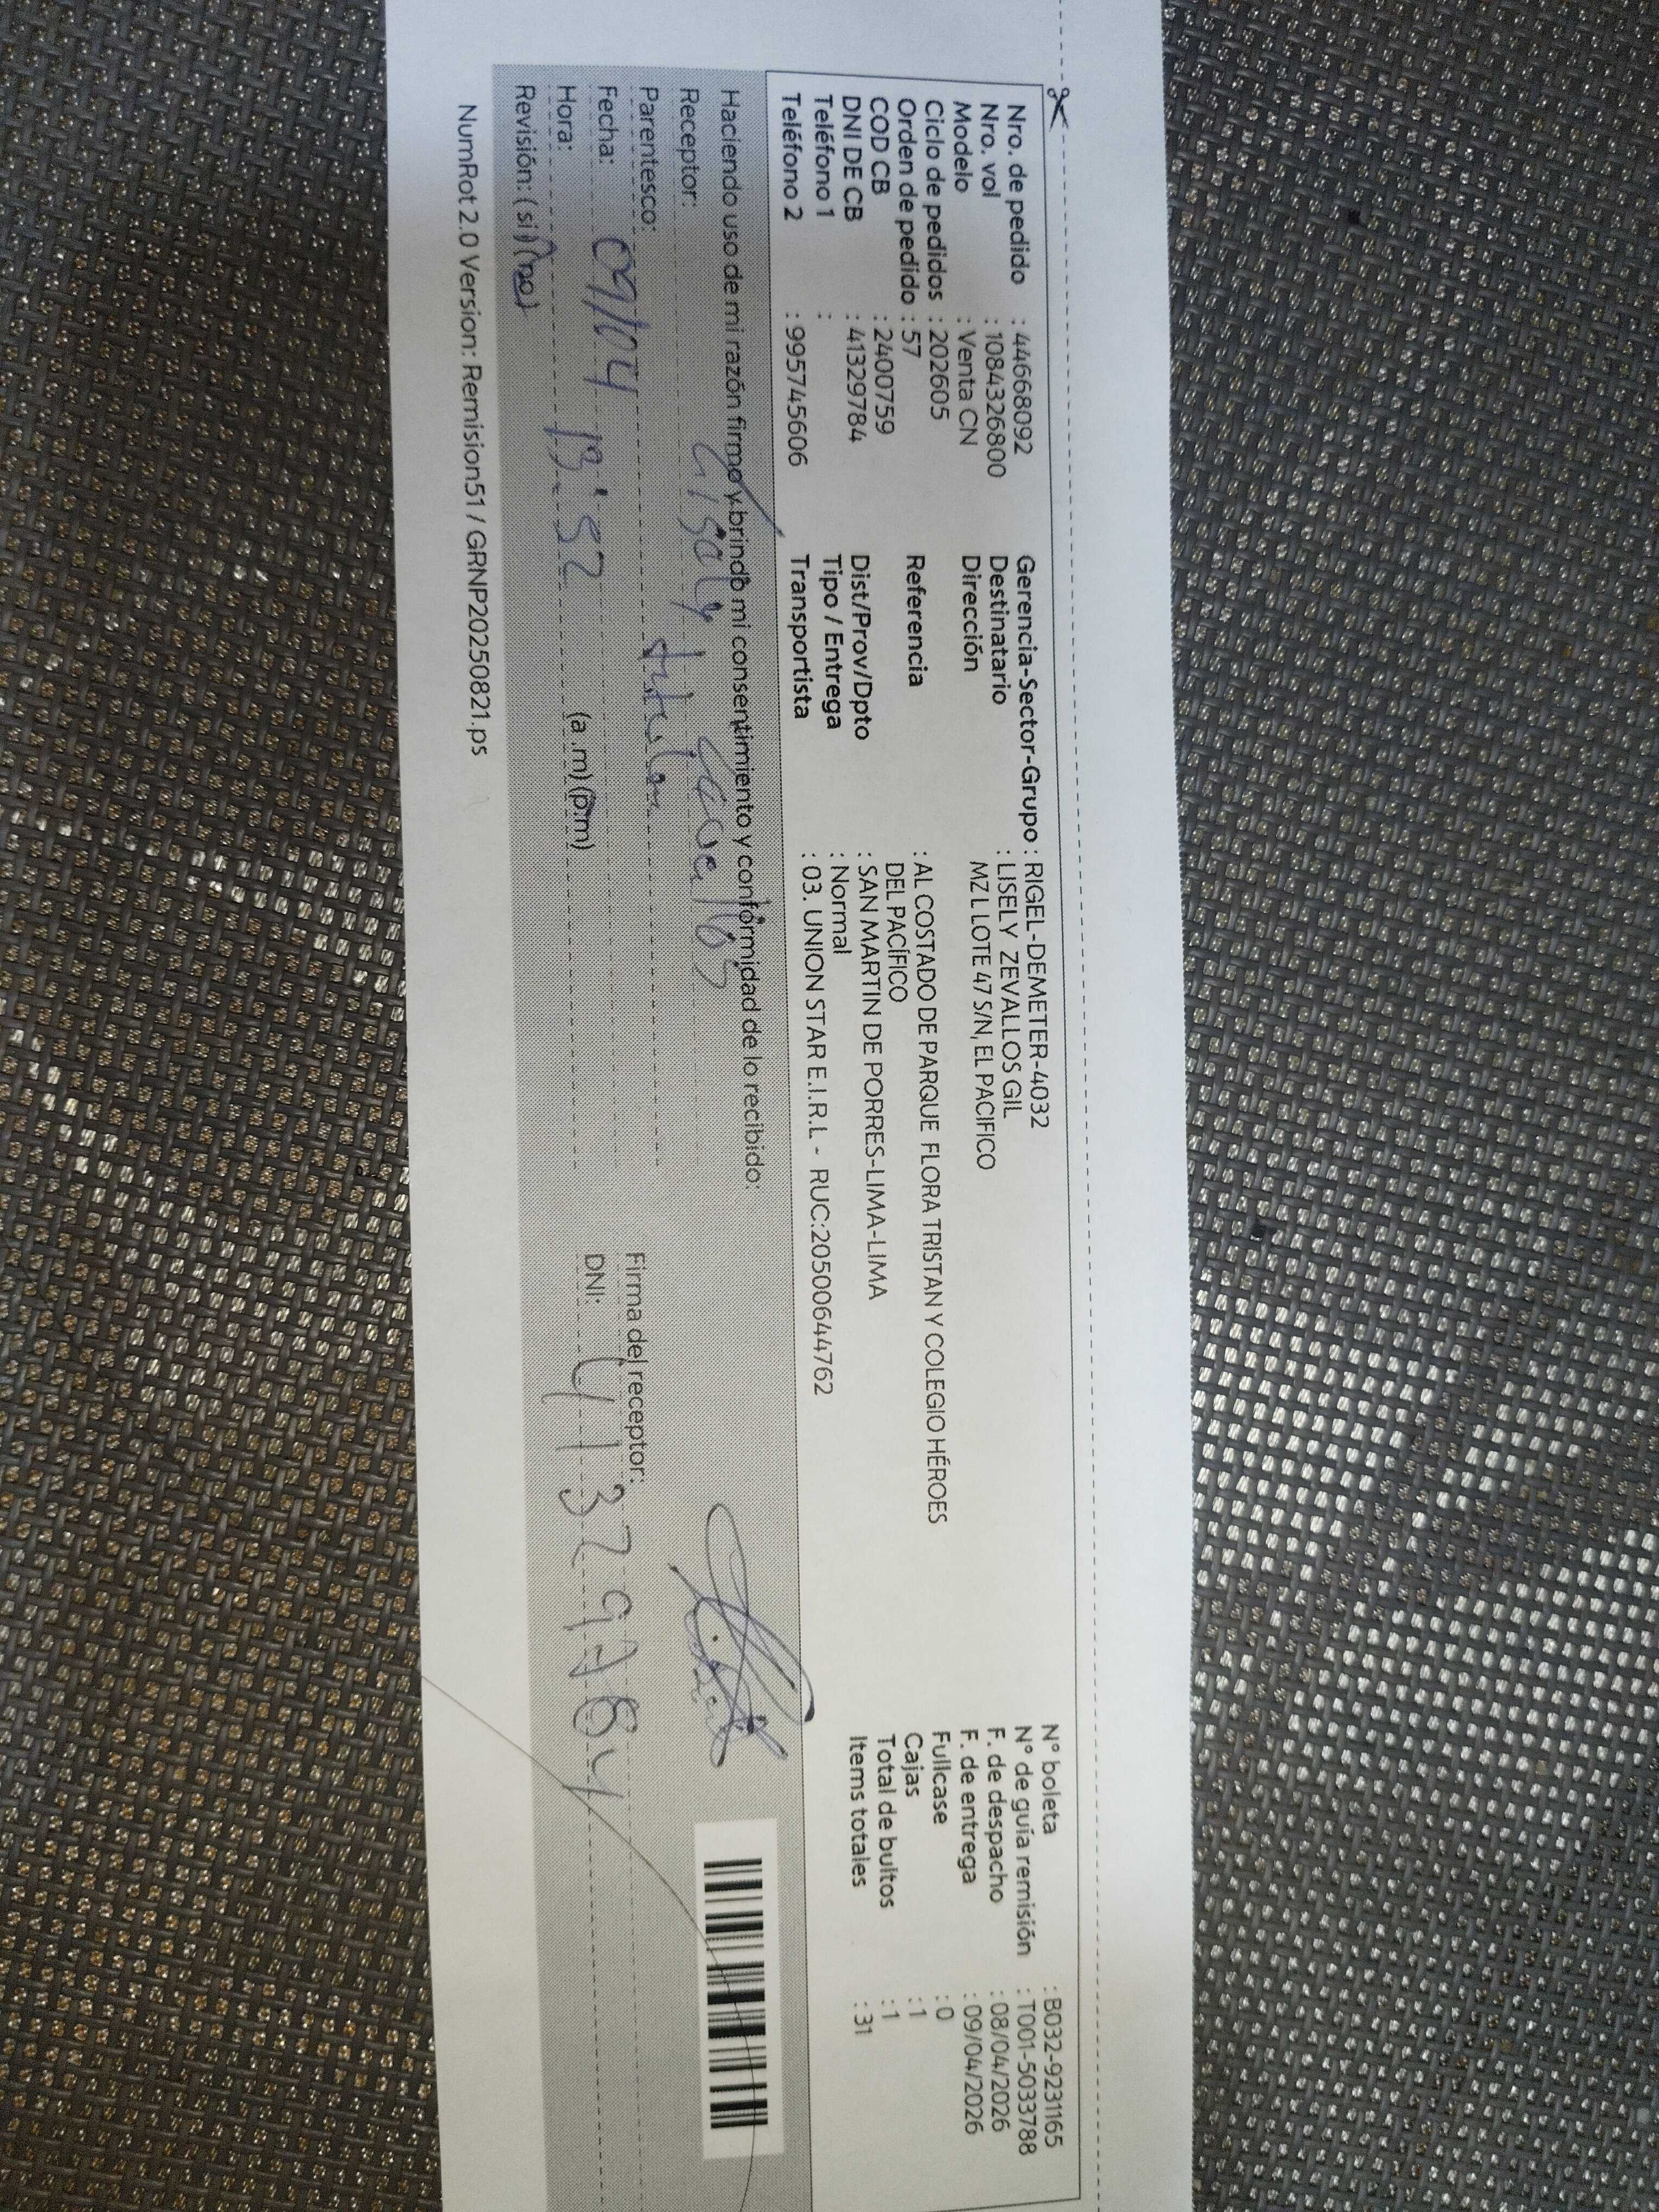 Nro. de pedido : 44668092
Nro. vol : 1084326800
Modelo : Venta CN
Ciclo de pedidos : 202605
Orden de pedido : 57
COD CB : 24007759
DNI DE CB : 41329784
Teléfono 1 :
Teléfono 2 : 995745606
Gerencia-Sector-Grupo : RIGEL-DEMETER-4032
Destinatario : LISELY ZEVALLOS GIL
Dirección MZ L LOTE 47 S/N, EL PACIFICO
Referencia : AL COSTADO DE PARQUE FLORA TRISTAN Y COLEGIO HÉROES
DEL PACÍFICO
Dist/Prov/Dpto : SAN MARTIN DE PORRES-LIMA-LIMA
Tipo / Entrega : Normal
Transportista : 03. UNION STAR E.I.R.L - RUC:20500644762
N° boleta : B032-9231165
N° de guía remisión : T001-5033788
F. de despacho : 08/04/2026
F. de entrega : 09/04/2026
Fullcase : 0
Cajas : 1
Total de bultos : 1
Items totales : 31
Haciendo uso de mi razón firmo y brindo mi consentimiento y conformidad de lo recibido:
Receptor:
Parentesco: titular
Fecha: 09/04
Hora: 13:52 (a.m) (p.m)
Revisión: (si) (no)
Firma del receptor:
DNI: 41329784
NumRot 2.0 Version: Remision51 / GRNP20250821.ps